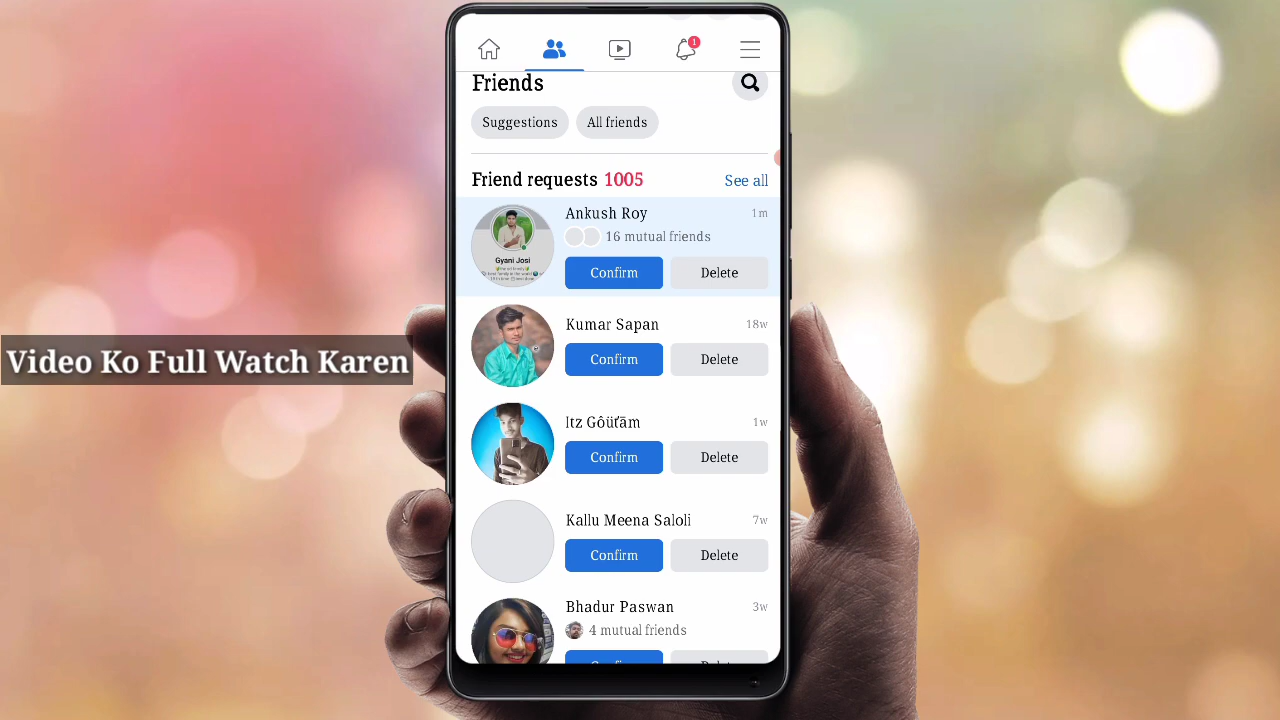 1
Friends
Suggestions
All friends
Friend requests 1005
See all
Ankush Roy
1m
16 mutual friends
Gyani Josi
Confirm
Delete
Kumar Sapan
18w
Confirm
Delete
Itz Gôüťām
1w
Confirm
Delete
Kallu Meena Saloli
7w
Confirm
Delete
Bhadur Paswan
3w
4 mutual friends
Video Ko Full Watch Karen